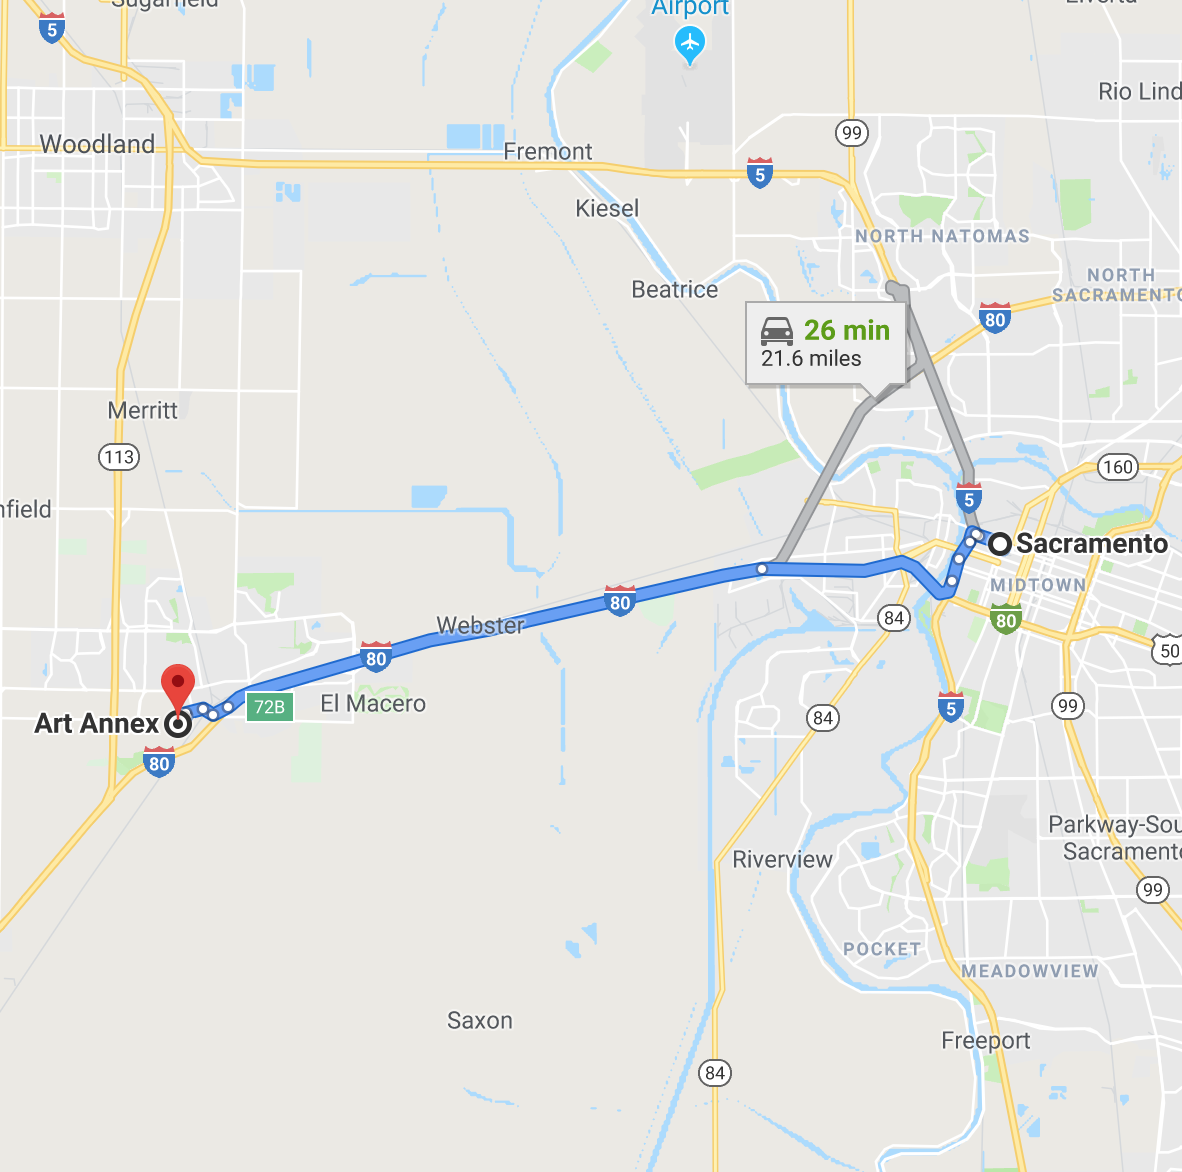 Airport
5
Rio Lind
99
Woodland
Fremont
5
Kiesel
NORTH NATOMAS
NORTH
SACRAMENTO
Beatrice
80
26 min
21.6 miles
Merritt
113
160
5
nfield
Sacramento
MIDTOWN
80
84
80
Webster
80
50
El Macero
72B
5
99
84
Art Annex
80
Parkway-Sou
Sacramento
Riverview
99
POCKET
MEADOWVIEW
Saxon
Freeport
84